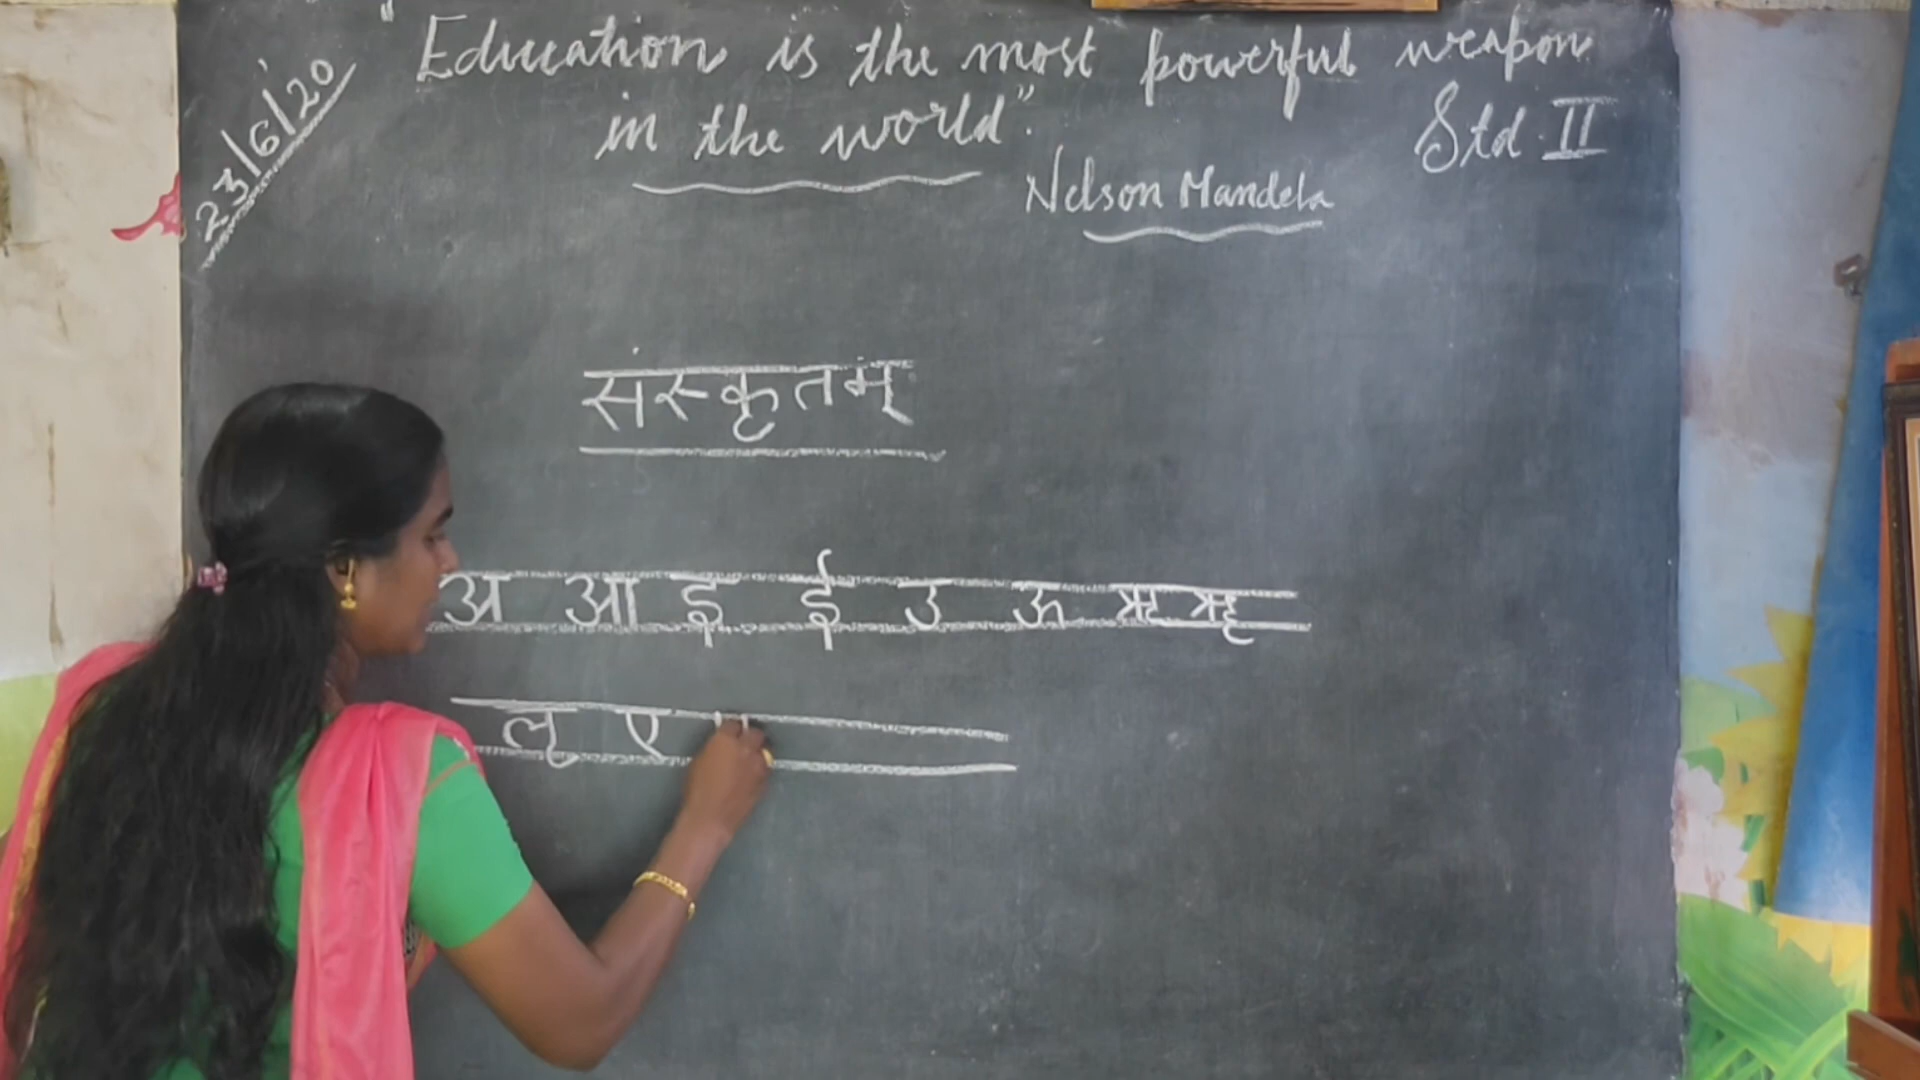 "Education is the most powerful weapon
in the world".
23/6/20
Std II
Nelson Mandela
संस्कृतम्
अ आ इ ई उ ऊ ऋ ॠ
लृ ए